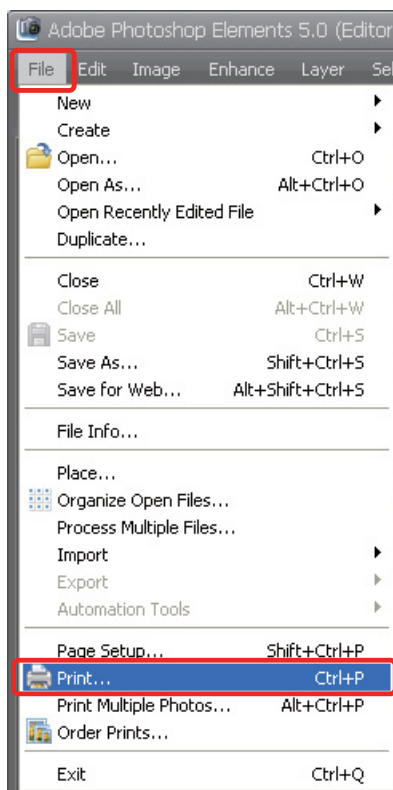 Adobe Photoshop Elements 5.0 (Editor
File Edit Image Enhance Layer Sel
New
Create
Open... Ctrl+O
Open As... Alt+Ctrl+O
Open Recently Edited File
Duplicate...
Close Ctrl+W
Close All Alt+Ctrl+W
Save Ctrl+S
Save As... Shift+Ctrl+S
Save for Web... Alt+Shift+Ctrl+S
File Info...
Place...
Organize Open Files...
Process Multiple Files...
Import
Export
Automation Tools
Page Setup... Shift+Ctrl+P
Print... Ctrl+P
Print Multiple Photos... Alt+Ctrl+P
Order Prints...
Exit Ctrl+Q